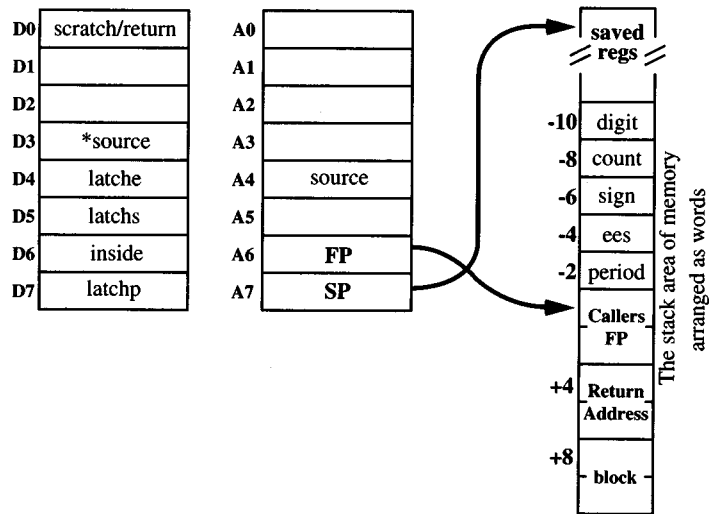 D0 scratch/return
D1
D2
D3 *source
D4 latche
D5 latchs
D6 inside
D7 latchp
A0
A1
A2
A3
A4 source
A5
A6 FP
A7 SP
saved
regs
-10 digit
-8 count
-6 sign
-4 ees
-2 period
Callers
FP
+4 Return
Address
+8
block
The stack area of memory
arranged as words